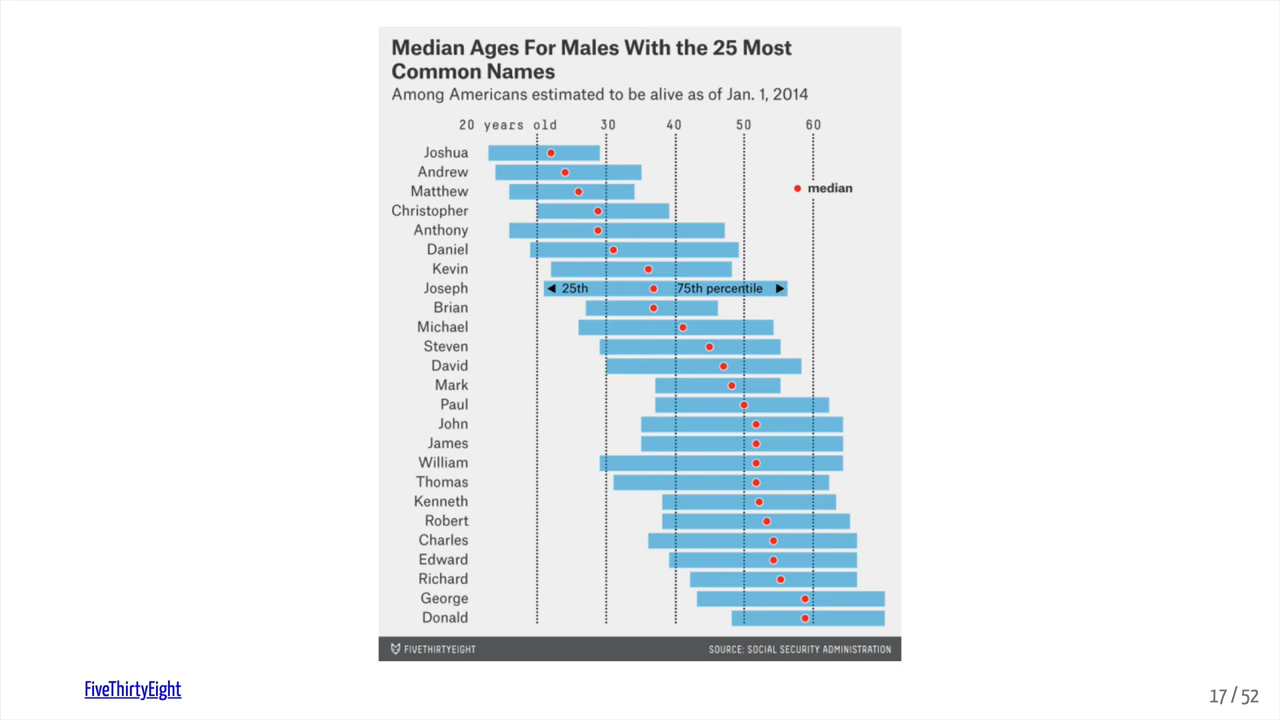 Median Ages For Males With the 25 Most
Common Names
Among Americans estimated to be alive as of Jan. 1, 2014
20 years old 30 40 50 60
Joshua
Andrew
Matthew
median
Christopher
Anthony
Daniel
Kevin
Joseph
25th 75th percentile
Brian
Michael
Steven
David
Mark
Paul
John
James
William
Thomas
Kenneth
Robert
Charles
Edward
Richard
George
Donald
FIVETHIRTYEIGHT
SOURCE: SOCIAL SECURITY ADMINISTRATION
FiveThirtyEight
17 / 52